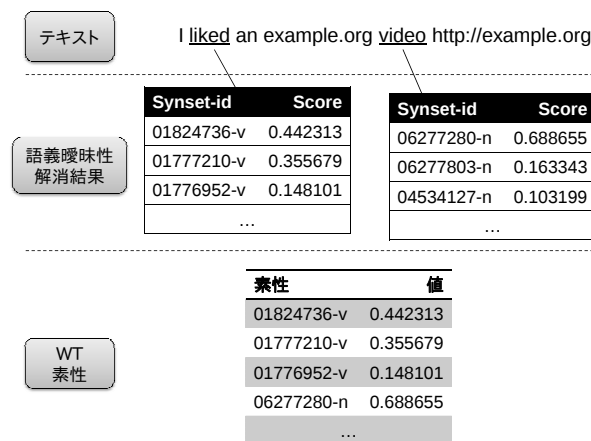 テキスト
I liked an example.org video http://example.org
語義曖昧性
解消結果
Synset-id Score
01824736-v 0.442313
01777210-v 0.355679
01776952-v 0.148101
…
Synset-id Score
06277280-n 0.688655
06277803-n 0.163343
04534127-n 0.103199
…
WT
素性
素性 値
01824736-v 0.442313
01777210-v 0.355679
01776952-v 0.148101
06277280-n 0.688655
…